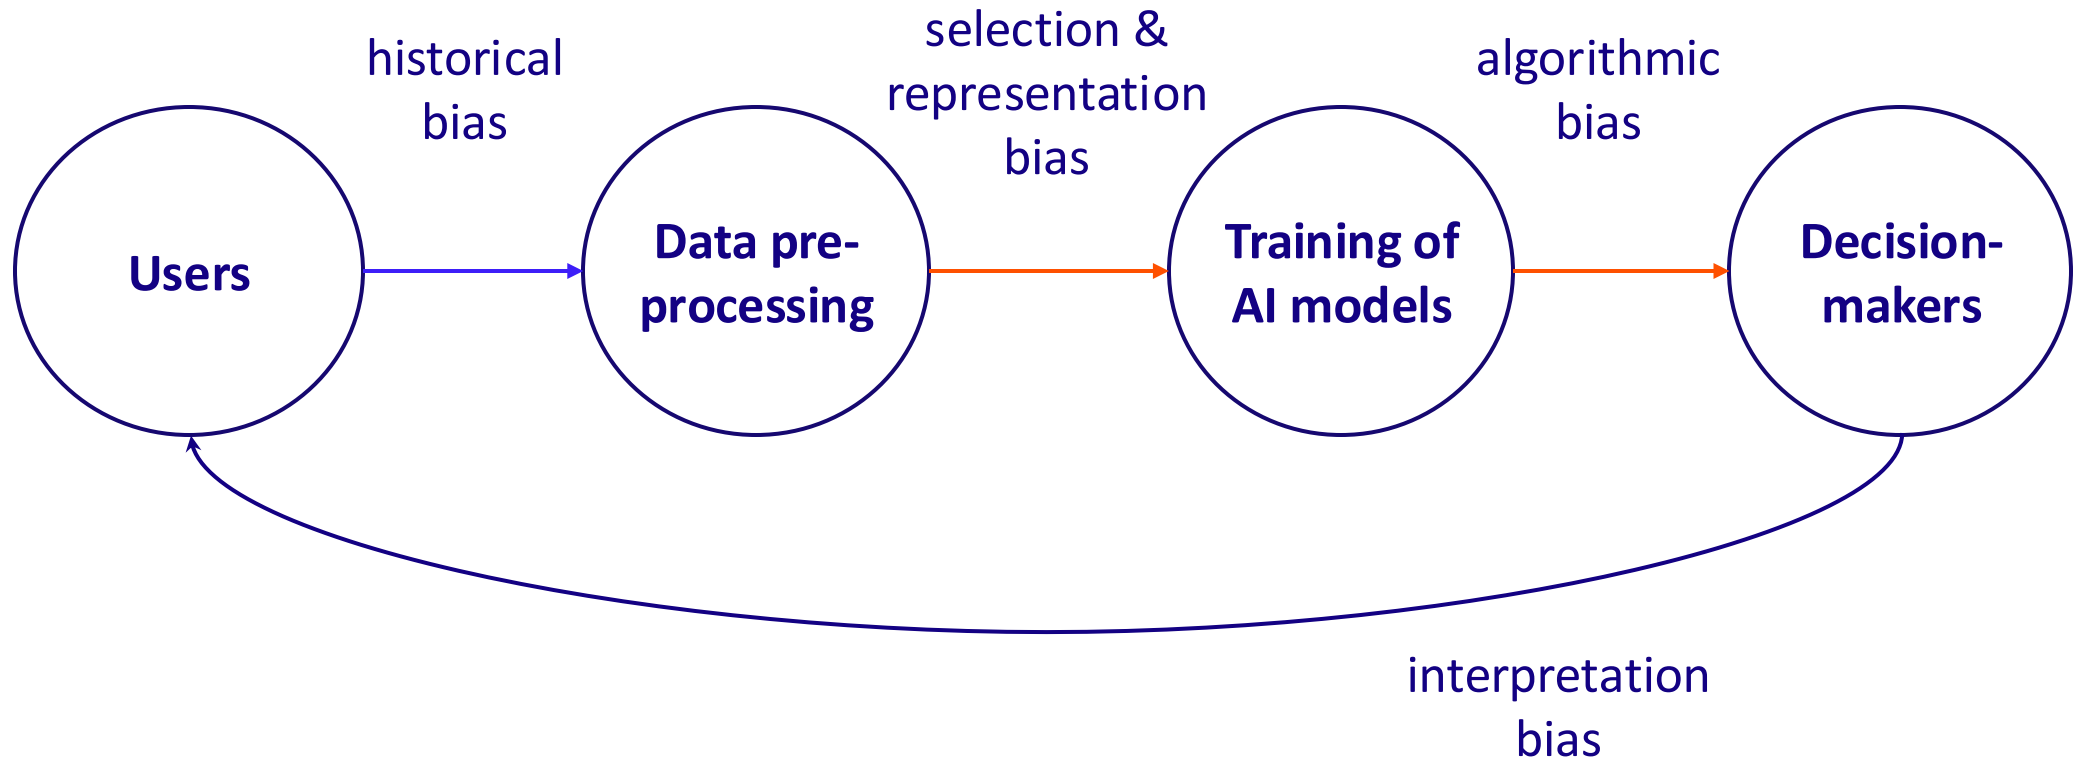 historical
bias
selection &
representation
bias
algorithmic
bias
Users
Data pre-
processing
Training of
AI models
Decision-
makers
interpretation
bias